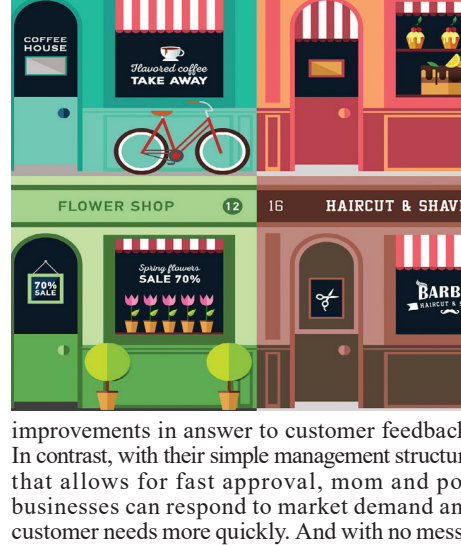 COFFEE
HOUSE
Flavored coffee
TAKE AWAY
FLOWER SHOP 12
16 HAIRCUT & SHAV
70%
SALE
Spring flowers
SALE 70%
BARB
HAIRCUT &
improvements in answer to customer feedback
In contrast, with their simple management structur
that allows for fast approval, mom and po
businesses can respond to market demand an
customer needs more quickly. And with no mess